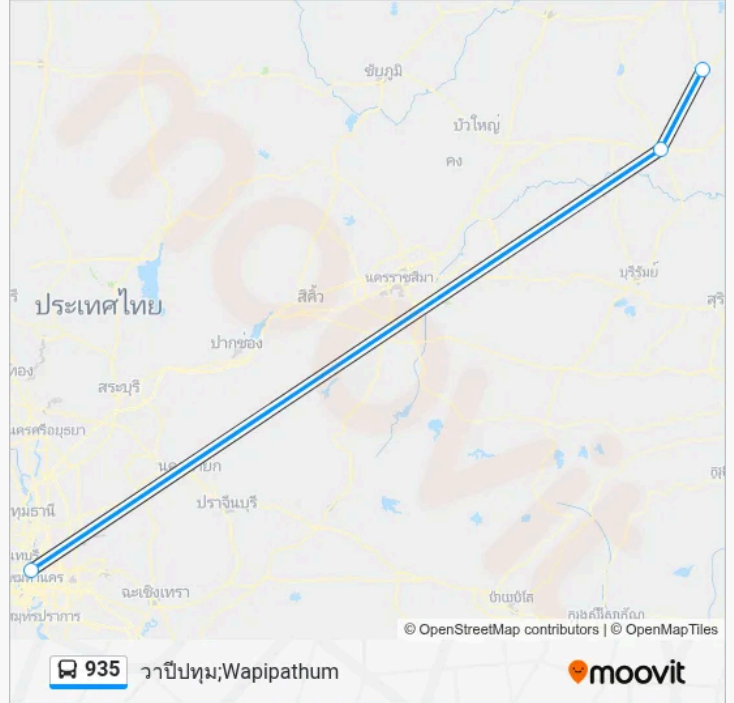 ชัยภูมิ
บัวใหญ่
คง
นครราชสีมา
บุรีรัมย์
สีคิ้ว
ประเทศไทย
ปากช่อง
สระบุรี
ปราจีนบุรี
ฉะเชิงเทรา
moovit
© OpenStreetMap contributors | © OpenMapTiles
935 วาปีปทุม;Wapipathum
moovit